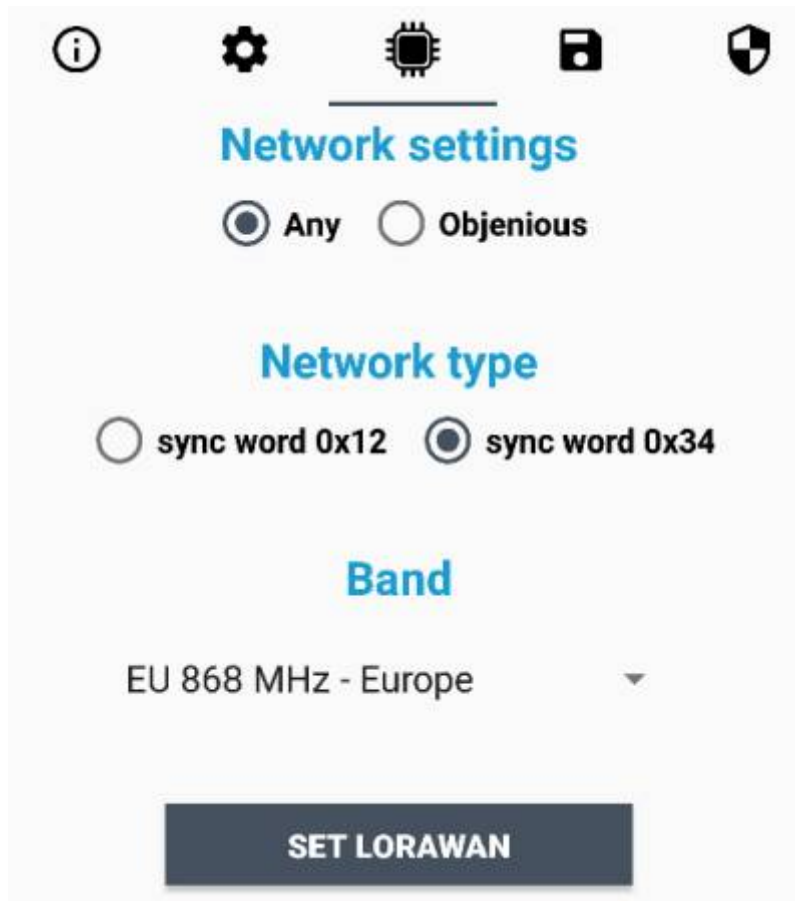 Network settings
Any Objenious
Network type
sync word 0x12 sync word 0x34
Band
EU 868 MHz - Europe
SET LORAWAN